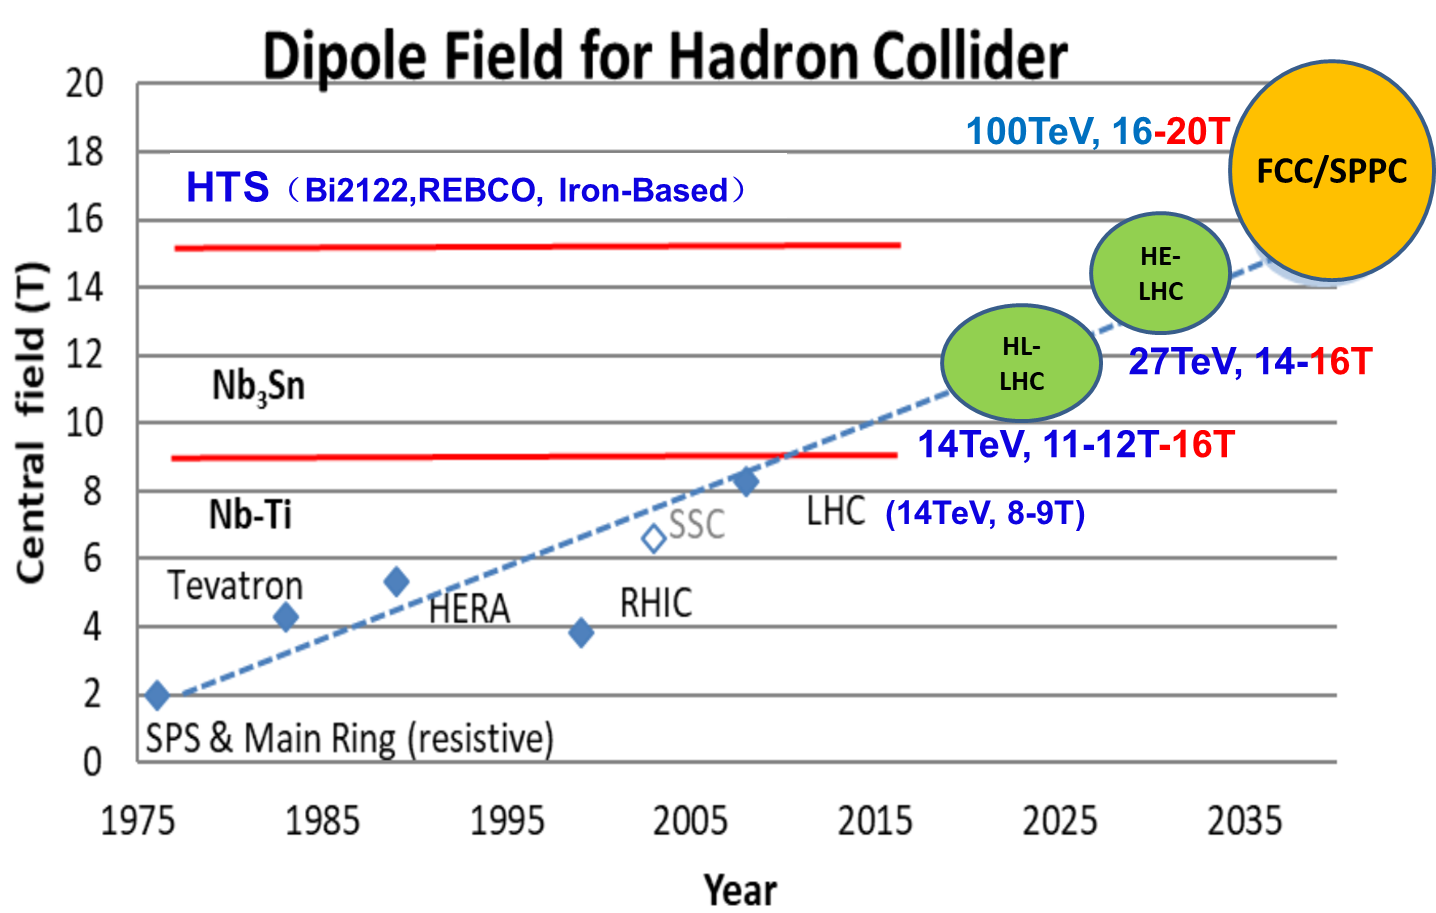 Dipole Field for Hadron Collider
20
18
16
14
12
10
8
6
4
2
0
Central field (T)
100TeV, 16-20T
FCC/SPPC
HTS（Bi2122,REBCO, Iron-Based）
HE-
LHC
HL-
LHC
27TeV, 14-16T
Nb3Sn
14TeV, 11-12T-16T
Nb-Ti
LHC (14TeV, 8-9T)
SSC
Tevatron
HERA
RHIC
SPS & Main Ring (resistive)
1975 1985 1995 2005 2015 2025 2035
Year